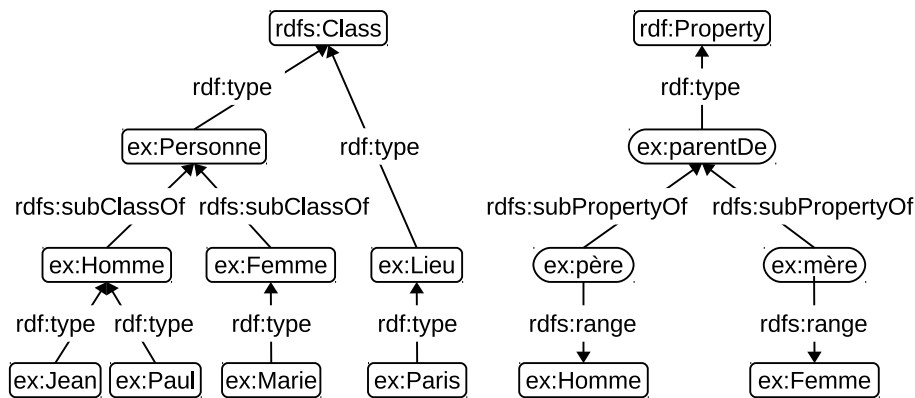 rdfs:Class rdf:Property
rdf:type rdf:type
ex:Personne rdf:type ex:parentDe
rdfs:subClassOf rdfs:subClassOf rdfs:subPropertyOf rdfs:subPropertyOf
ex:Homme ex:Femme ex:Lieu ex:père ex:mère
rdf:type rdf:type rdf:type rdf:type rdfs:range rdfs:range
ex:Jean ex:Paul ex:Marie ex:Paris ex:Homme ex:Femme